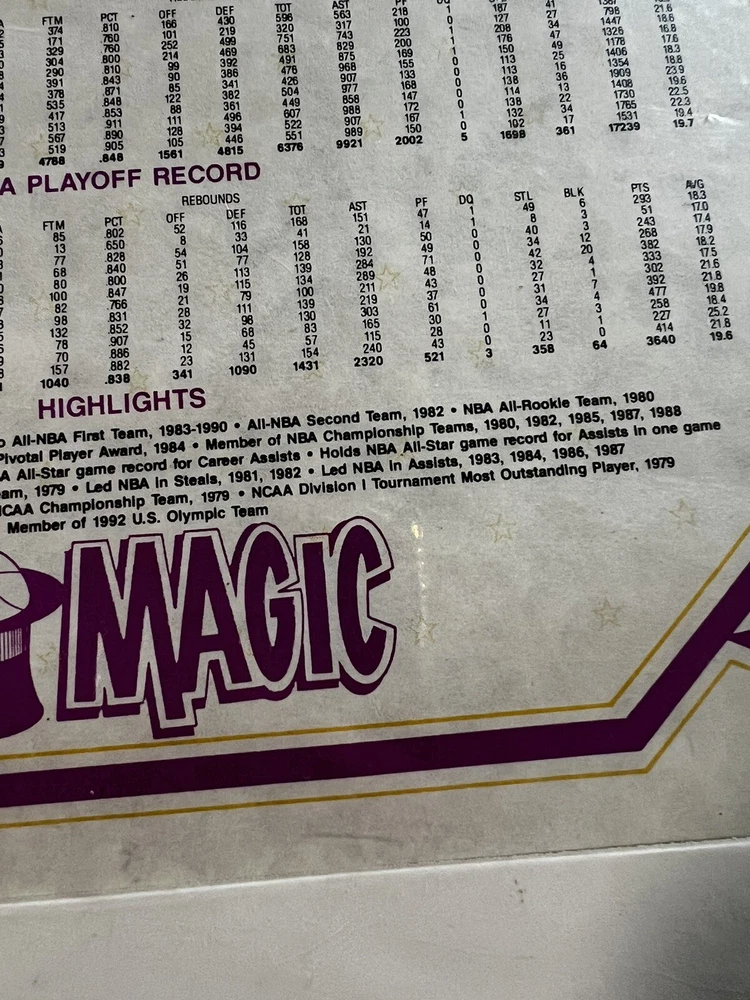 OFF DEF TOT AST PF DQ
FTM PCT 166 430 596 563 218 187 41 1387
374 .810 101 219 320 317 100 0 127 27 798 21.6
171 .760 252 499 751 743 223 1 208 34 1447 18.6
329 .760 214 469 683 829 200 1 176 47 1326 16.8
304 .800 99 392 491 875 169 1 150 49 1178 17.6
290 .810 90 386 476 968 155 0 113 25 1406 18.3
391 .843 85 341 426 907 133 0 113 16 1354 18.8
378 .871 122 382 504 977 168 0 138 36 1909 23.9
535 .848 88 361 449 858 147 0 114 13 1408 19.6
417 .853 111 496 607 988 172 0 138 22 1730 22.5
513 .911 128 394 522 907 167 1 132 34 1765 22.3
567 .890 105 446 551 989 150 0 102 17 1531 19.4
519 .905 1561 4815 6376 9921 2002 5 1698 361 17239 19.7
4788 .848
A PLAYOFF RECORD
REBOUNDS
FTM PCT OFF DEF TOT AST PF DQ STL BLK PTS AVG
85 .802 52 116 168 151 47 1 49 6 293 18.3
13 .650 8 33 41 21 14 1 8 3 51 17.0
77 .828 54 104 158 130 50 0 40 3 243 17.4
68 .840 51 77 128 192 49 0 34 12 268 17.9
80 .800 26 113 139 284 71 0 42 20 382 18.2
100 .847 19 115 134 289 48 0 32 4 333 17.5
82 .766 21 79 100 211 43 0 27 1 302 21.6
98 .831 28 111 139 219 37 0 31 7 392 21.8
132 .852 32 98 130 303 61 0 34 4 477 19.8
78 .907 15 68 83 165 30 1 27 3 258 18.4
70 .886 12 45 57 115 28 0 11 1 227 25.2
157 .882 23 131 154 240 43 0 23 0 414 21.8
1040 .838 341 1090 1431 2320 521 3 358 64 3640 19.6
HIGHLIGHTS
o All-NBA First Team, 1983-1990 • All-NBA Second Team, 1982 • NBA All-Rookie Team, 1980
Pivotal Player Award, 1984 • Member of NBA Championship Teams, 1980, 1982, 1985, 1987, 1988
A All-Star game record for Career Assists • Holds NBA All-Star game record for Assists in one game
eam, 1979 • Led NBA in Steals, 1981, 1982 • Led NBA in Assists, 1983, 1984, 1986, 1987
NCAA Championship Team, 1979 • NCAA Division I Tournament Most Outstanding Player, 1979
Member of 1992 U.S. Olympic Team
MAGIC